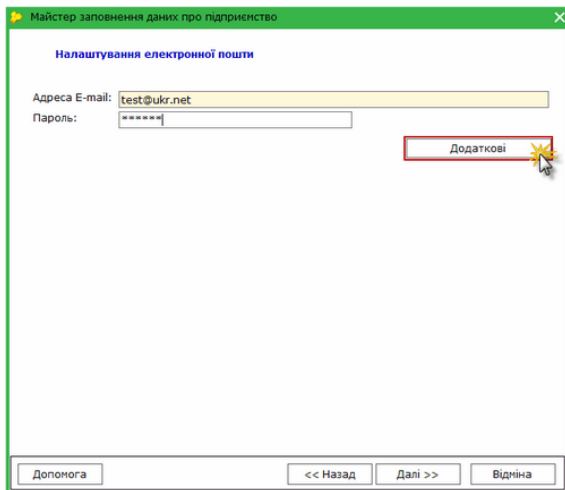 Майстер заповнення даних про підприємство
Налаштування електронної пошти
Адреса E-mail: test@ukr.net
Пароль: ******
Додаткові
Допомога << Назад Далі >> Відміна